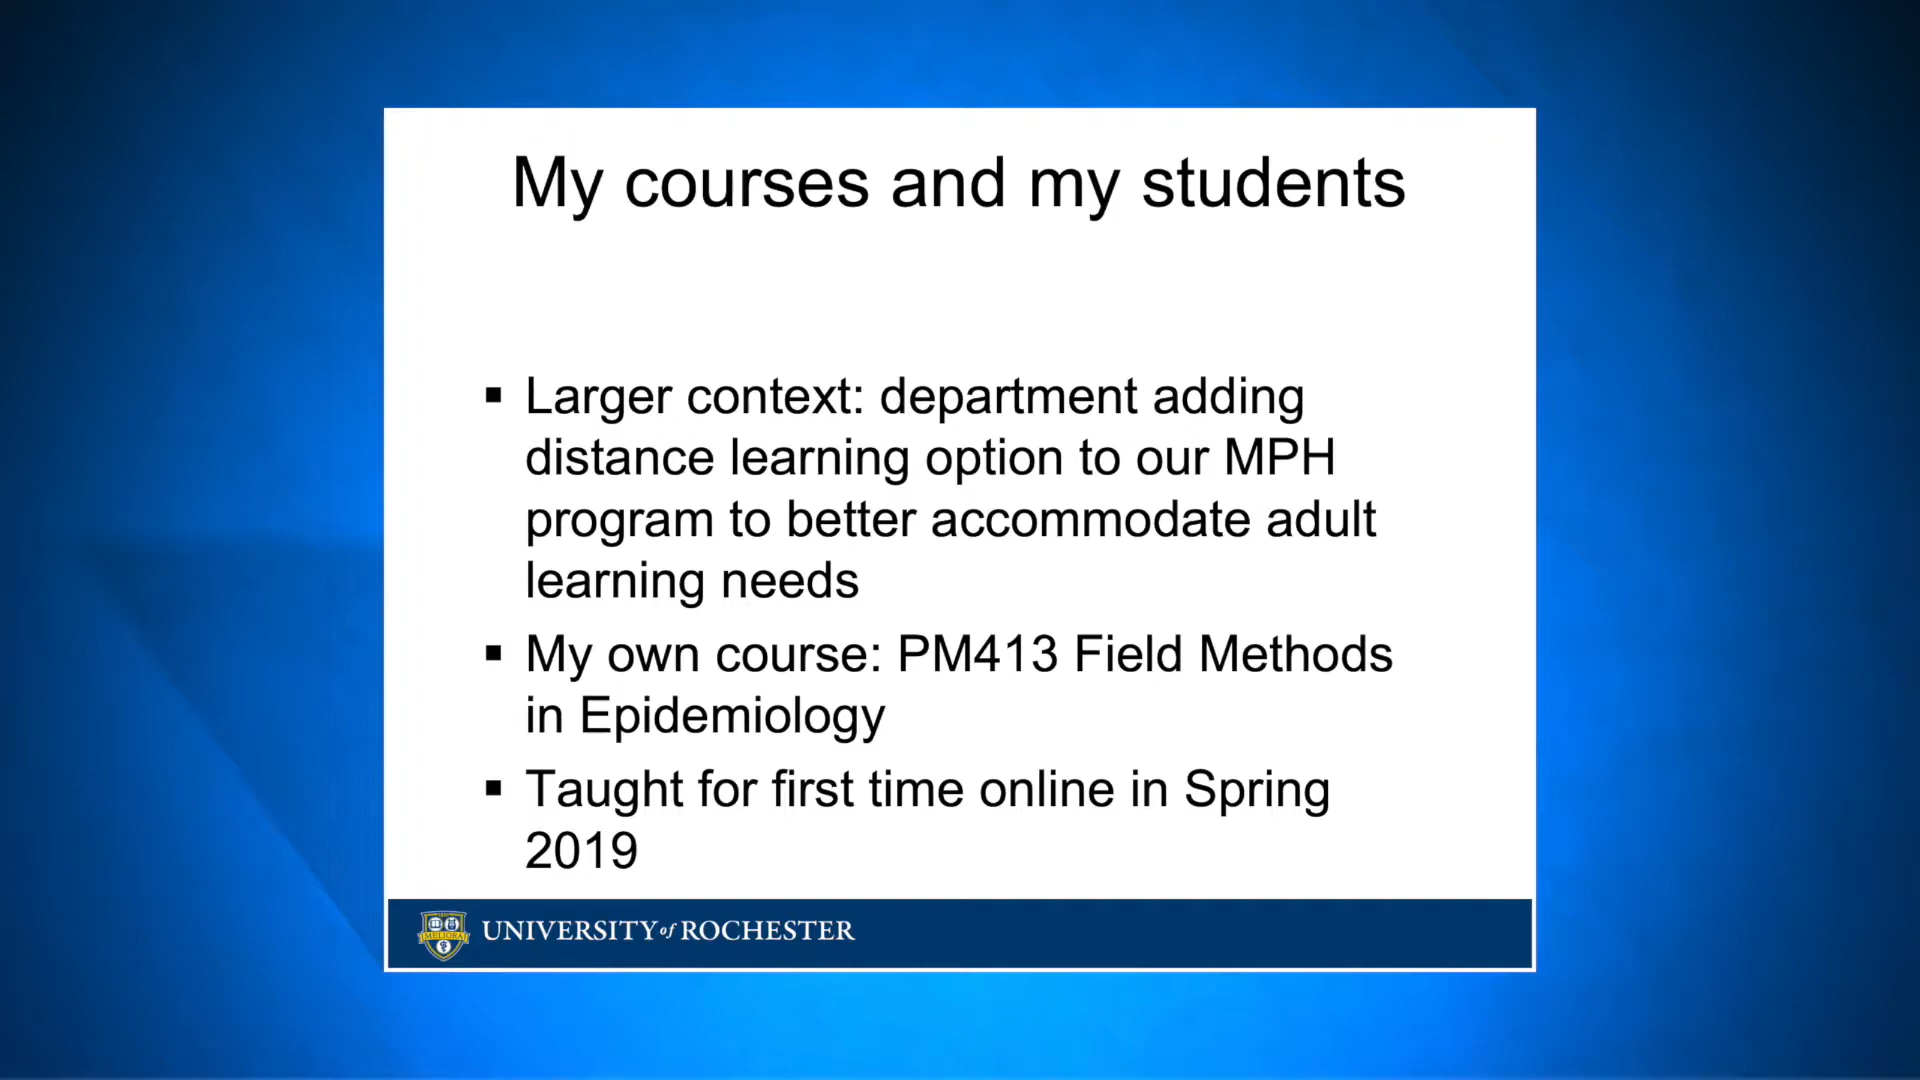 My courses and my students
▪ Larger context: department adding
distance learning option to our MPH
program to better accommodate adult
learning needs
▪ My own course: PM413 Field Methods
in Epidemiology
▪ Taught for first time online in Spring
2019
MELIORA
UNIVERSITY of ROCHESTER